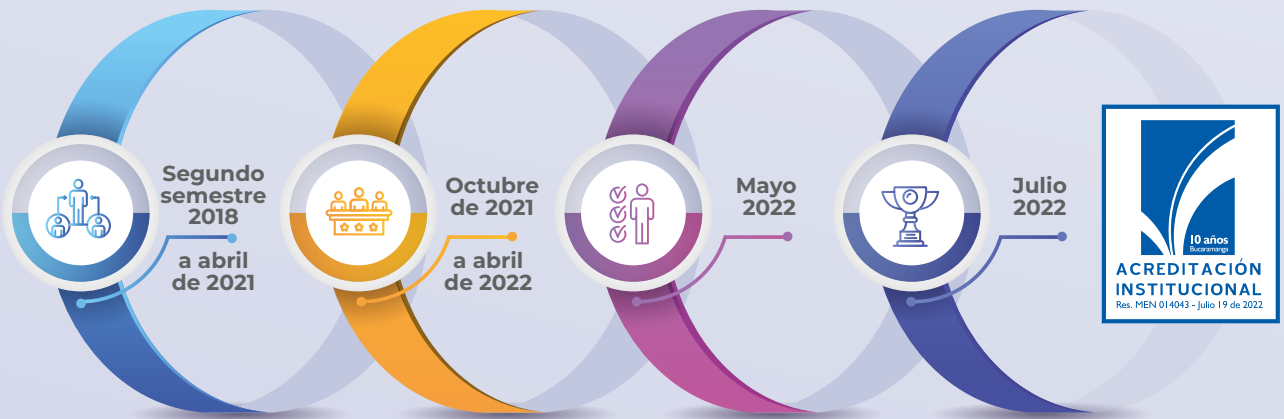 Segundo
semestre
2018
a abril
de 2021
Octubre
de 2021
a abril
de 2022
Mayo
2022
Julio
2022
10 años
Bucaramanga
ACREDITACIÓN
INSTITUCIONAL
Res. MEN 014043 - Julio 19 de 2022